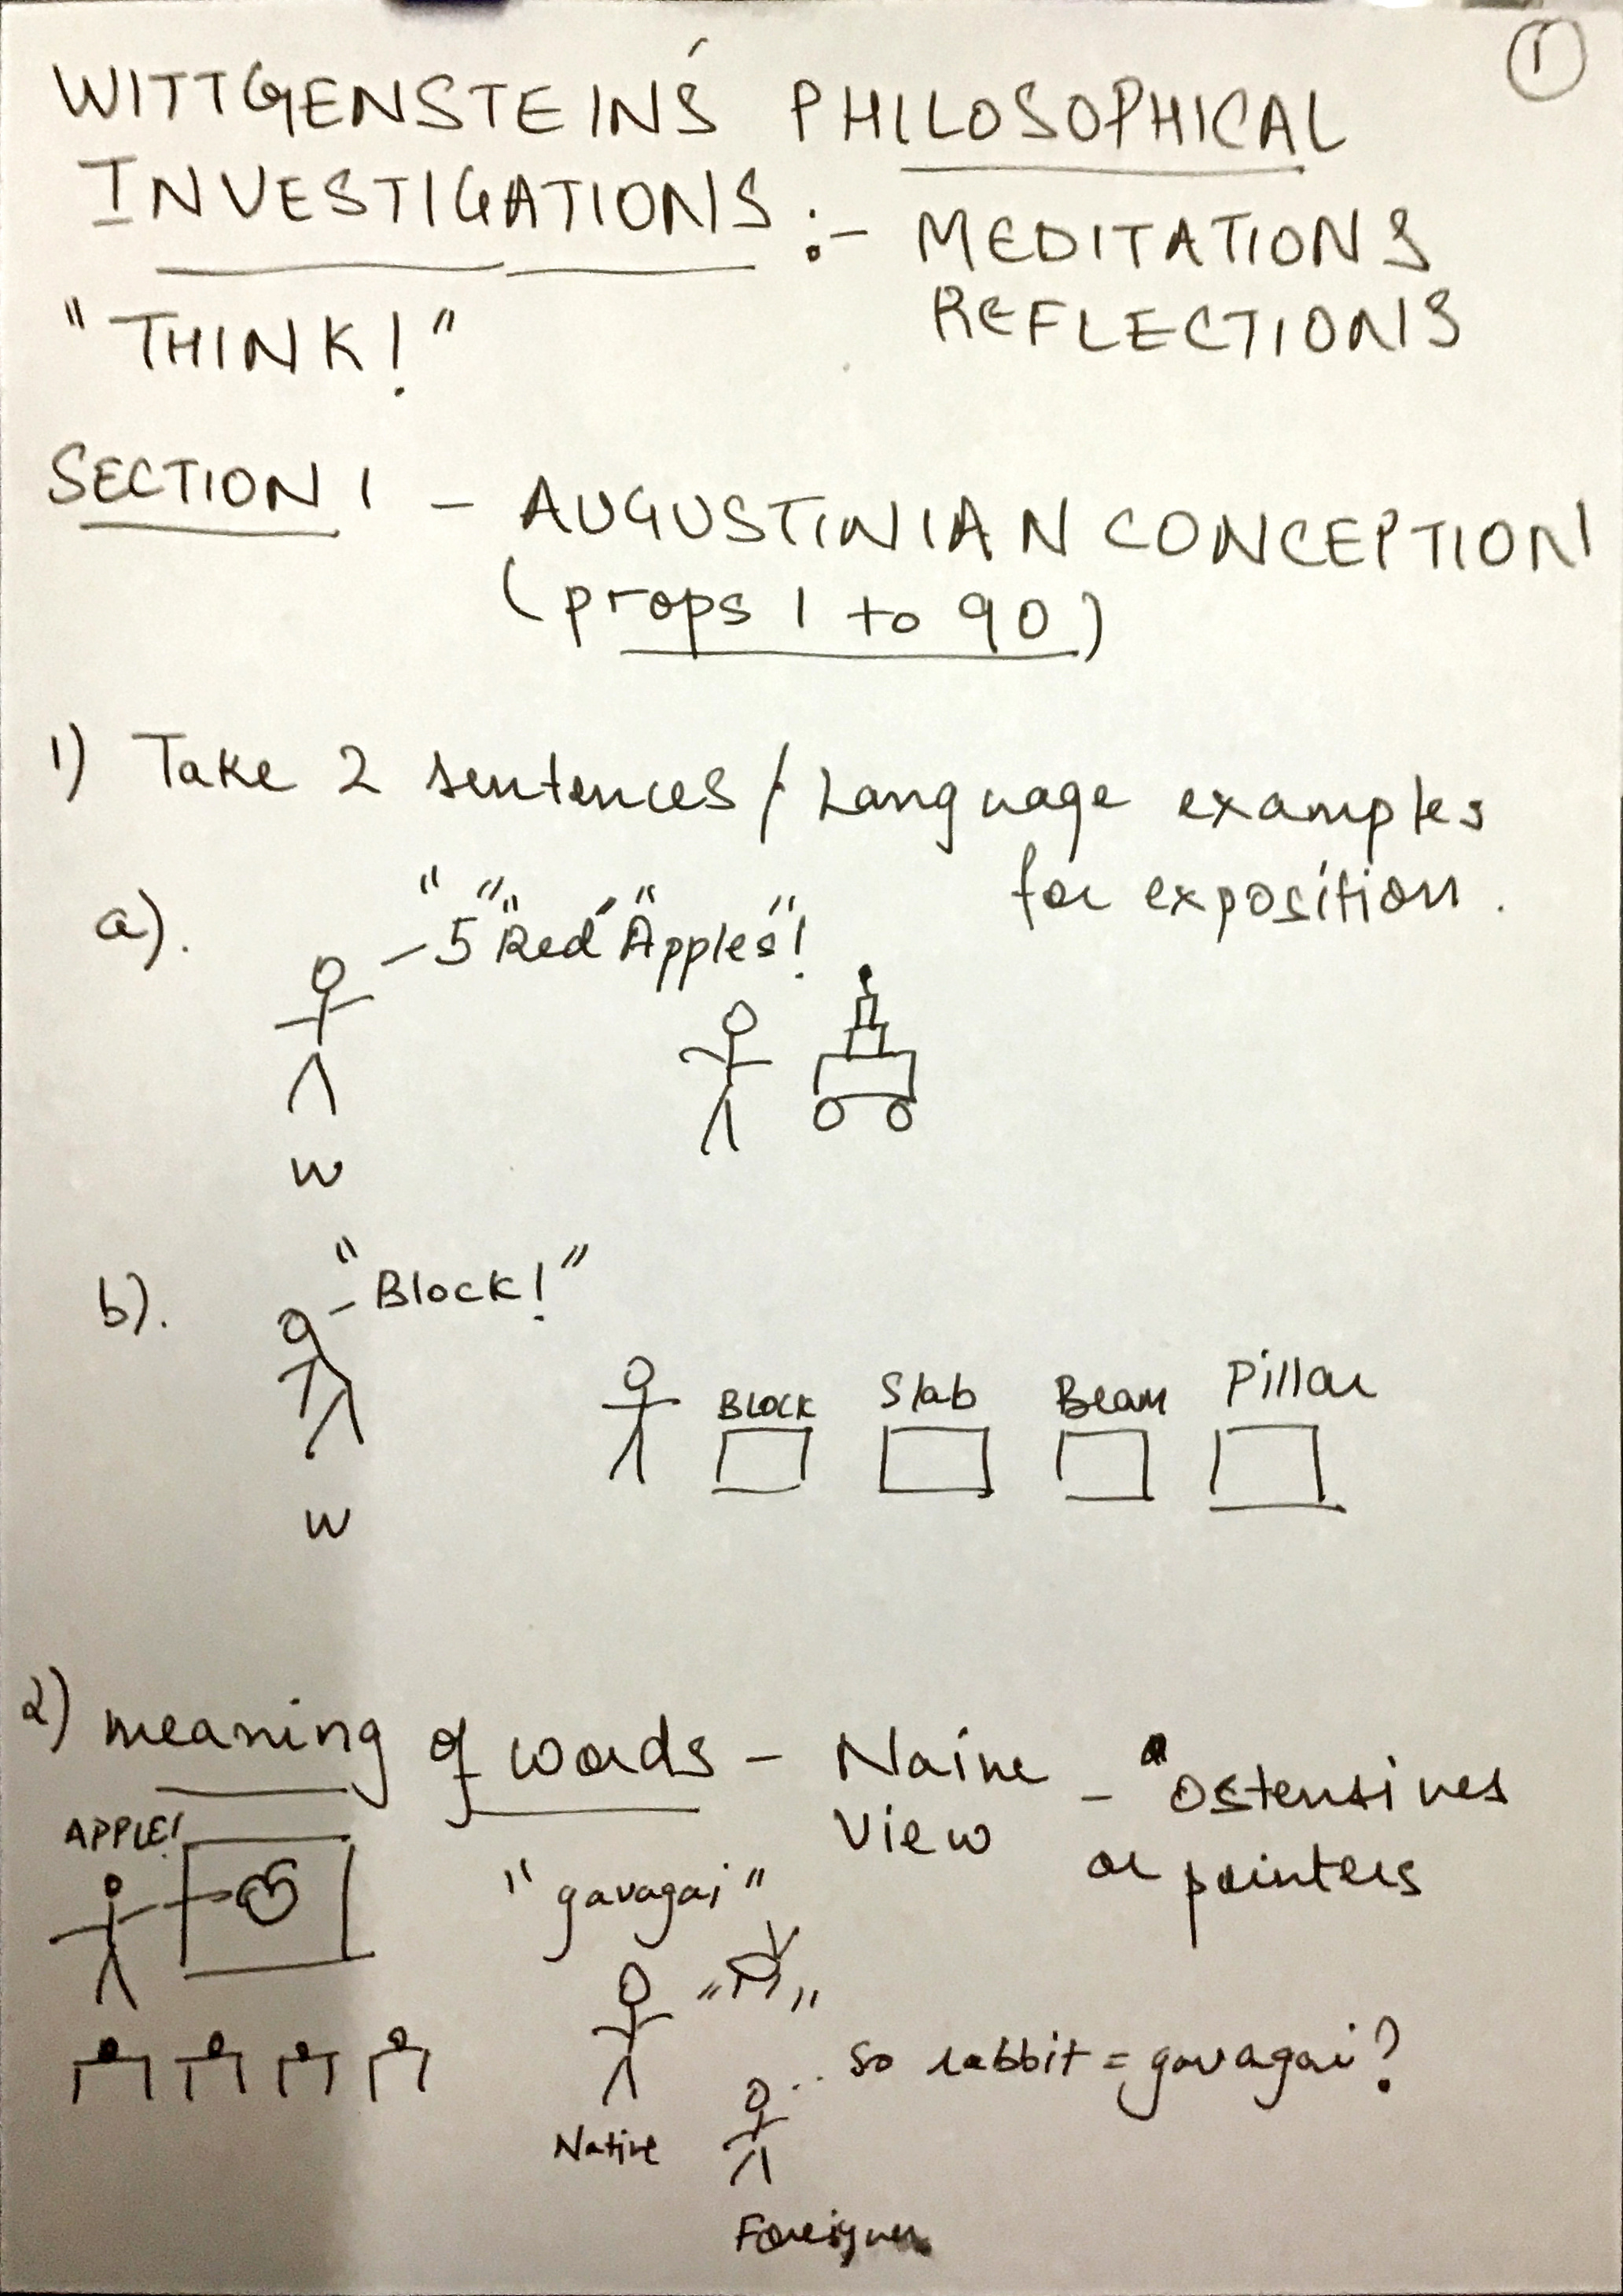 ①
WITTGENSTEIN'S PHILOSOPHICAL
INVESTIGATIONS :- MEDITATIONS
REFLECTIONS
"THINK!"
SECTION 1 - AUGUSTINIAN CONCEPTION
(props 1 to 90)
1) Take 2 sentences / Language examples
for exposition.
a). "5" "Red" "Apples"!
W
b). "Block!"
BLOCK Slab Beam Pillar
W
2) meaning of words - Naive - Ostensives
View or pointers
APPLE!
"gavagai"
.. so rabbit = gavagai?
Native
Foreigner